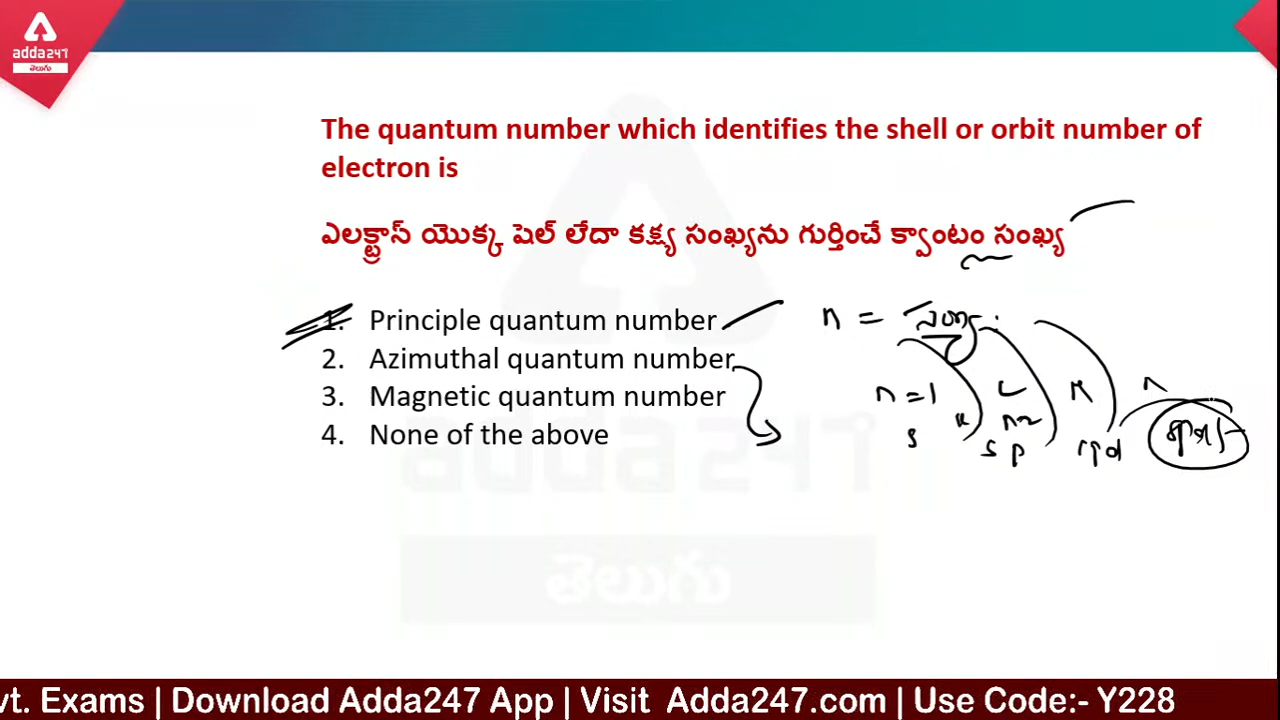 adda247
తెలుగు
The quantum number which identifies the shell or orbit number of
electron is
ఎలక్ట్రాన్ యొక్క షెల్ లేదా కక్ష్య సంఖ్యను గుర్తించే క్వాంటం సంఖ్య
1. Principle quantum number
2. Azimuthal quantum number
3. Magnetic quantum number
4. None of the above
n =
n = 1 L K
s s p
adda247
తెలుగు
vt. Exams | Download Adda247 App | Visit Adda247.com | Use Code:- Y228